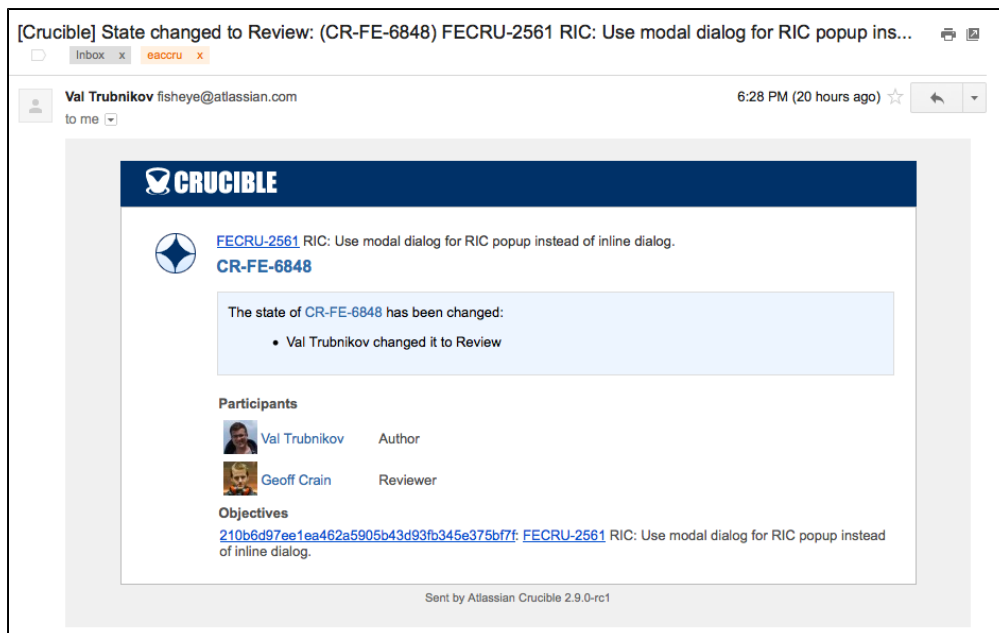 [Crucible] State changed to Review: (CR-FE-6848) FECRU-2561 RIC: Use modal dialog for RIC popup ins...
Inbox x eaccru x
Val Trubnikov fisheye@atlassian.com 6:28 PM (20 hours ago)
to me
CRUCIBLE
FECRU-2561 RIC: Use modal dialog for RIC popup instead of inline dialog.
CR-FE-6848
The state of CR-FE-6848 has been changed:
• Val Trubnikov changed it to Review
Participants
Val Trubnikov Author
Geoff Crain Reviewer
Objectives
210b6d97ee1ea462a5905b43d93fb345e375bf7f: FECRU-2561 RIC: Use modal dialog for RIC popup instead
of inline dialog.
Sent by Atlassian Crucible 2.9.0-rc1